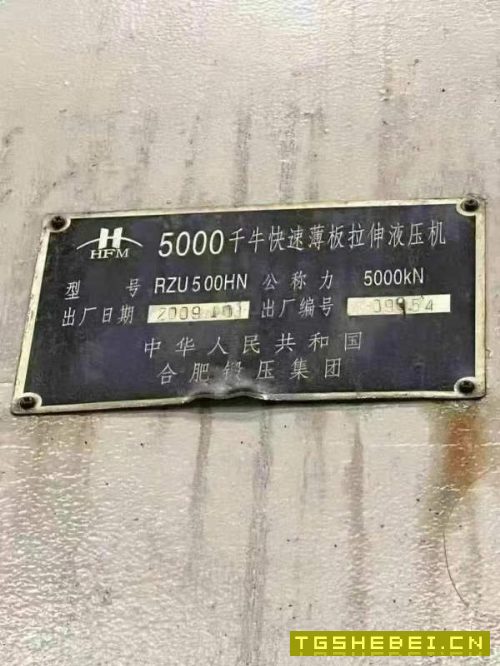 HFM 5000千牛快速薄板拉伸液压机
型 号 RZU500HN 公称力 5000kN
出厂日期 2009 出厂编号
中华人民共和国
合肥锻压集团
TGSHEBEI.CN